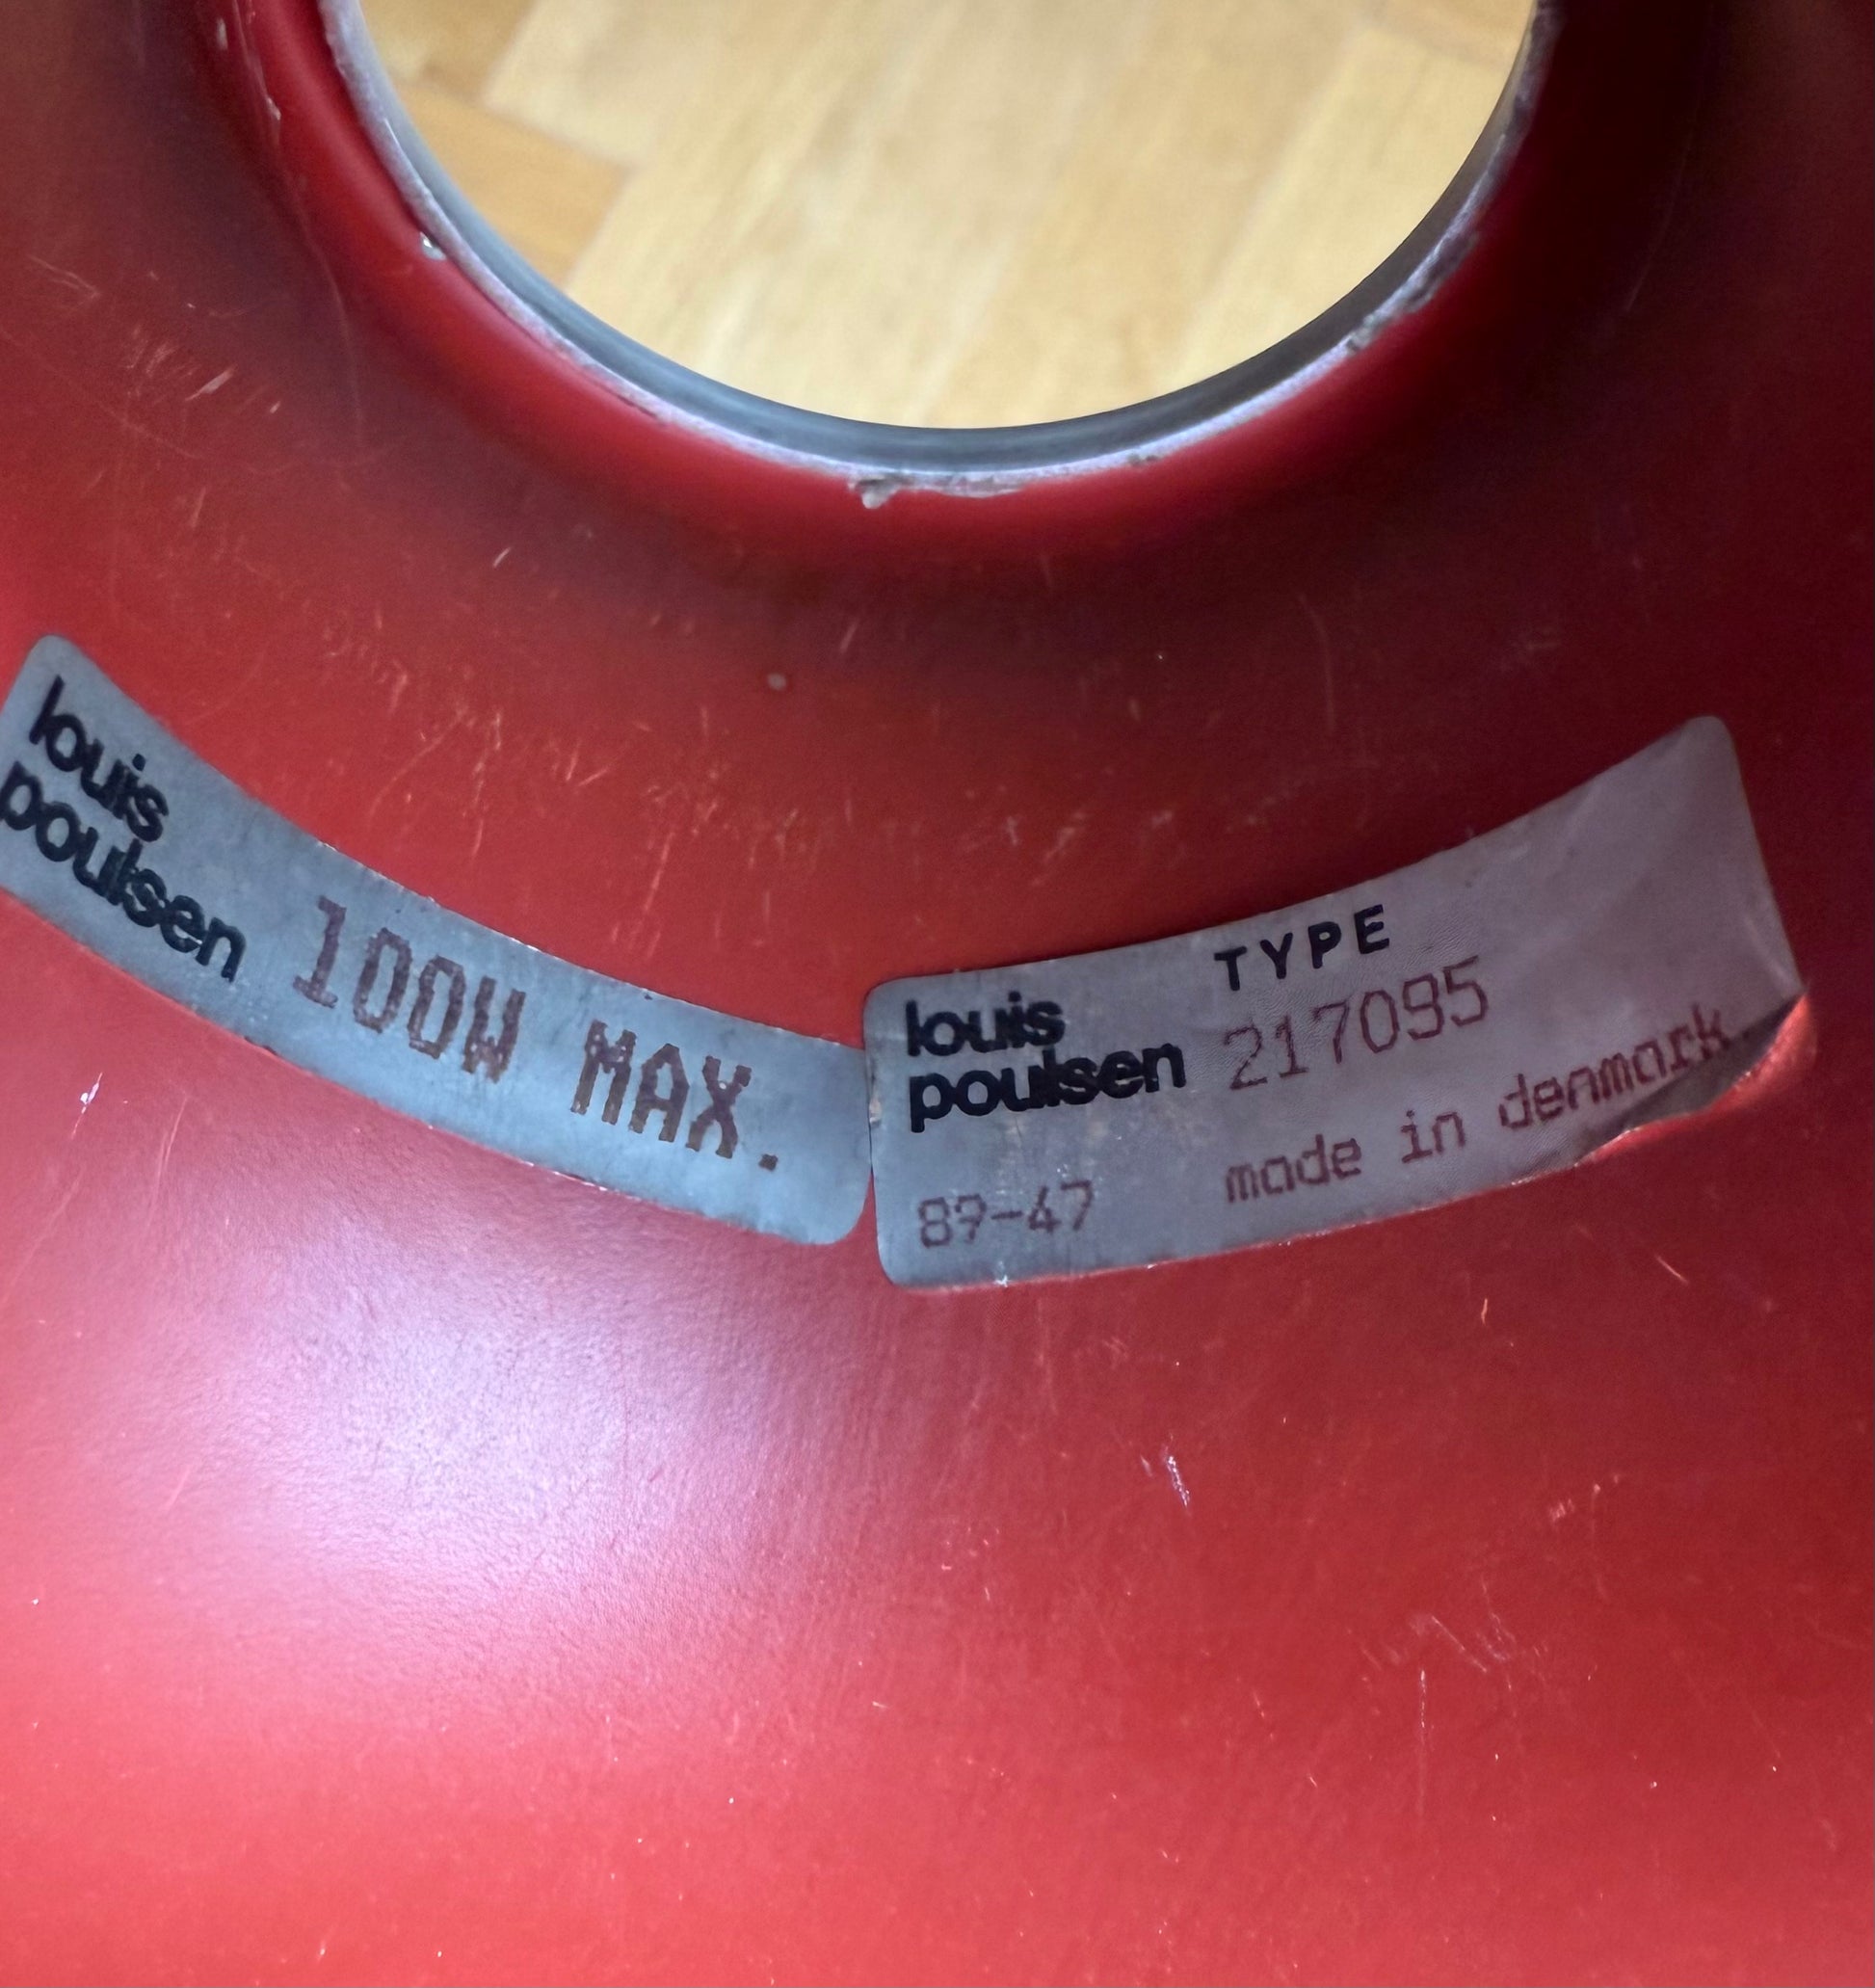 louis
poulsen
100W MAX.
TYPE
louis
poulsen
217095
made in denmark.
89-47